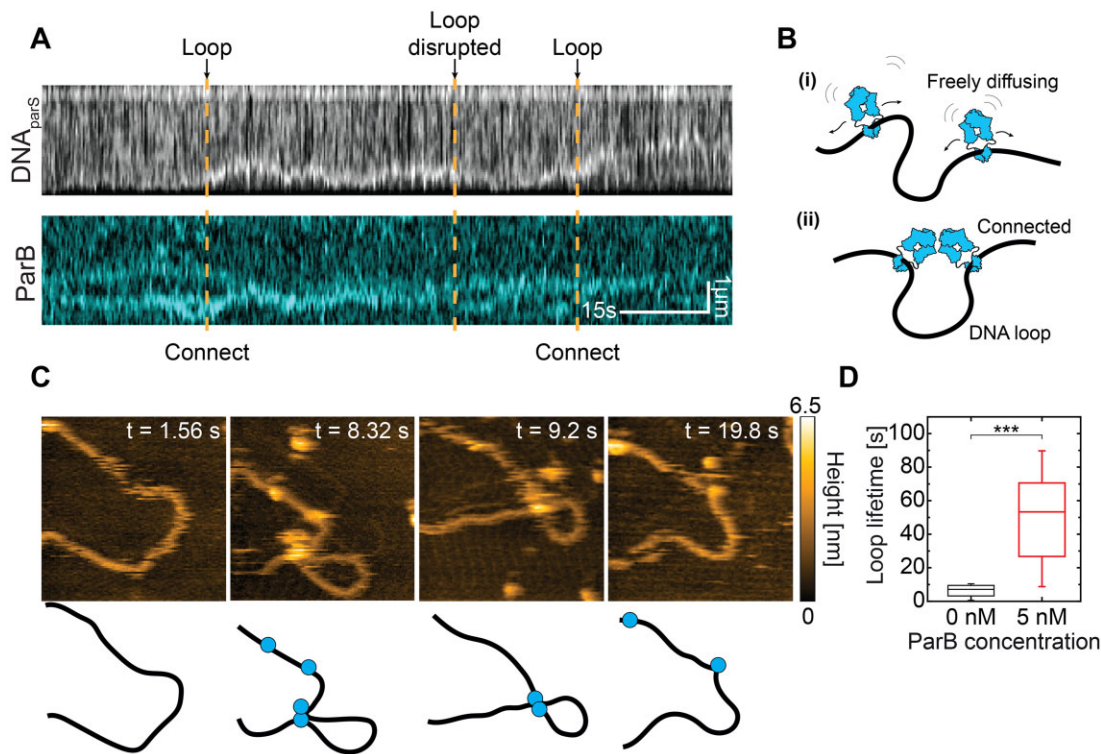 A
Loop
Loop
disrupted
Loop
DNAparS
ParB
15s
1µm
Connect
Connect
B
(i)
Freely diffusing
(ii)
Connected
DNA loop
C
t = 1.56 s
t = 8.32 s
t = 9.2 s
t = 19.8 s
6.5
Height [nm]
0
D
***
Loop lifetime [s]
100
80
60
40
20
0
0 nM
5 nM
ParB concentration